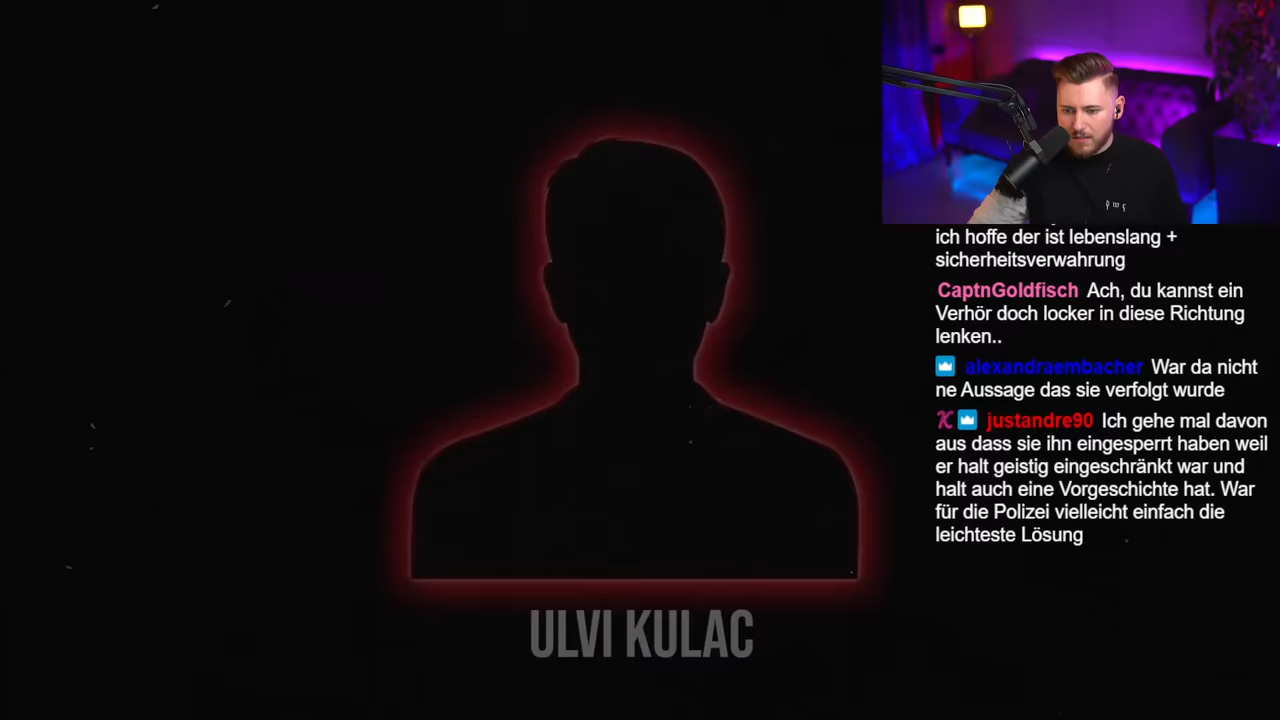 ich hoffe der ist lebenslang +
sicherheitsverwahrung
CaptnGoldfisch Ach, du kannst ein
Verhör doch locker in diese Richtung
lenken..
alexandraembacher War da nicht
ne Aussage das sie verfolgt wurde
justandre90 Ich gehe mal davon
aus dass sie ihn eingesperrt haben weil
er halt geistig eingeschränkt war und
halt auch eine Vorgeschichte hat. War
für die Polizei vielleicht einfach die
leichteste Lösung
ULVI KULAC